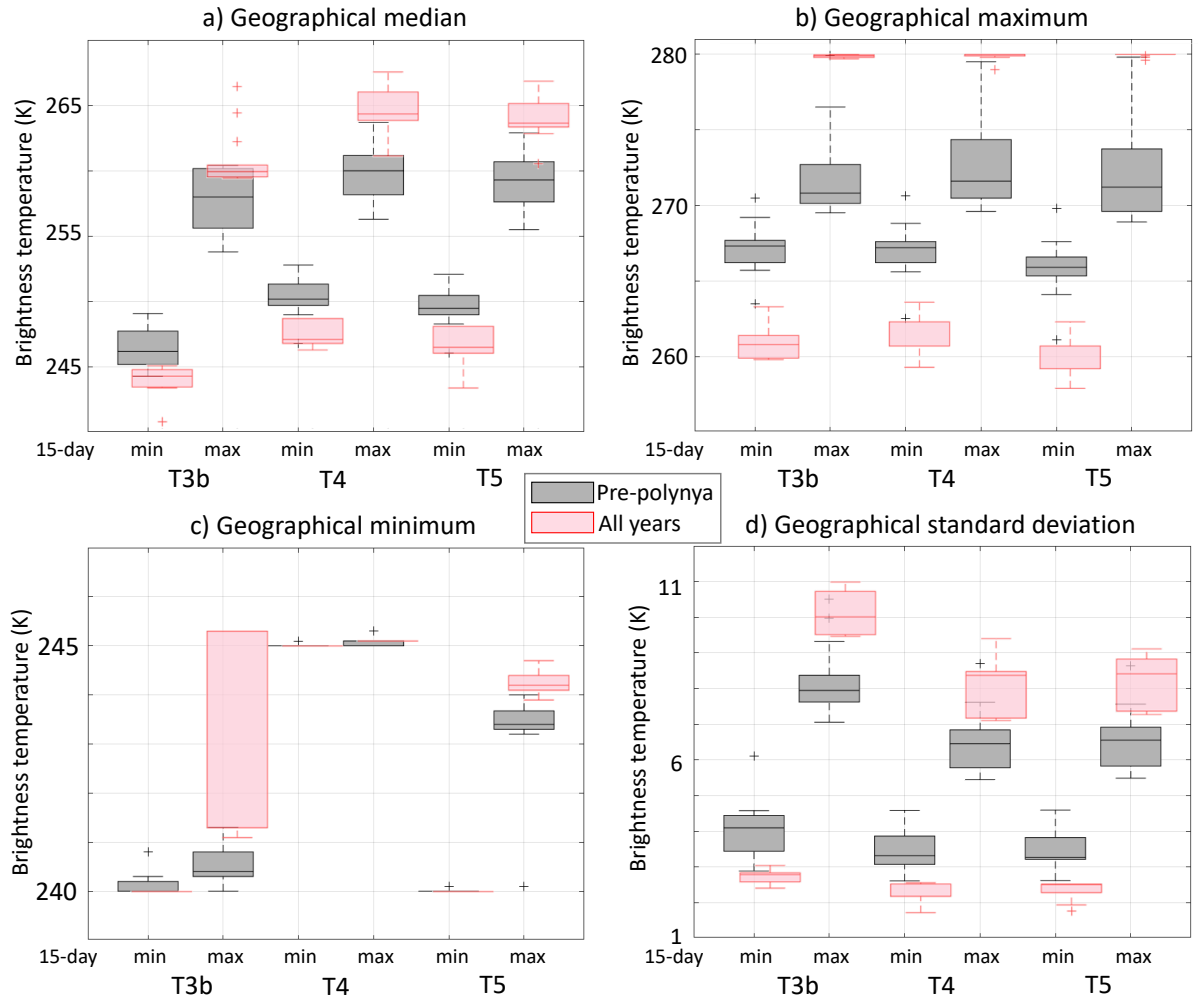 a) Geographical median
b) Geographical maximum
Brightness temperature (K)
265
255
245
15-day
min
max
min
max
min
max
T3b
T4
T5
Brightness temperature (K)
280
270
260
15-day
min
max
min
max
min
max
T3b
T4
T5
Pre-polynya
All years
c) Geographical minimum
d) Geographical standard deviation
Brightness temperature (K)
245
240
15-day
min
max
min
max
min
max
T3b
T4
T5
Brightness temperature (K)
11
6
1
15-day
min
max
min
max
min
max
T3b
T4
T5